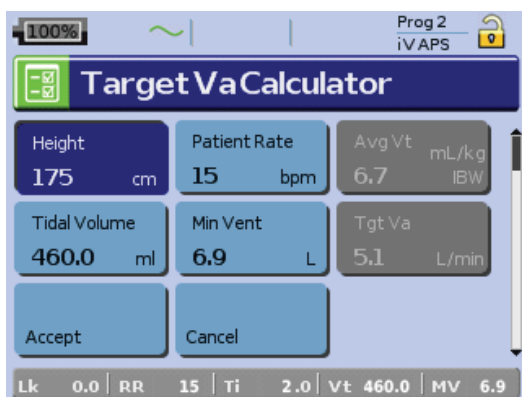 100%
Prog 2
iVAPS
Target Va Calculator
Height
175 cm
Patient Rate
15 bpm
Avg Vt
6.7 mL/kg IBW
Tidal Volume
460.0 ml
Min Vent
6.9 L
Tgt Va
5.1 L/min
Accept
Cancel
Lk 0.0 RR 15 Ti 2.0 Vt 460.0 MV 6.9